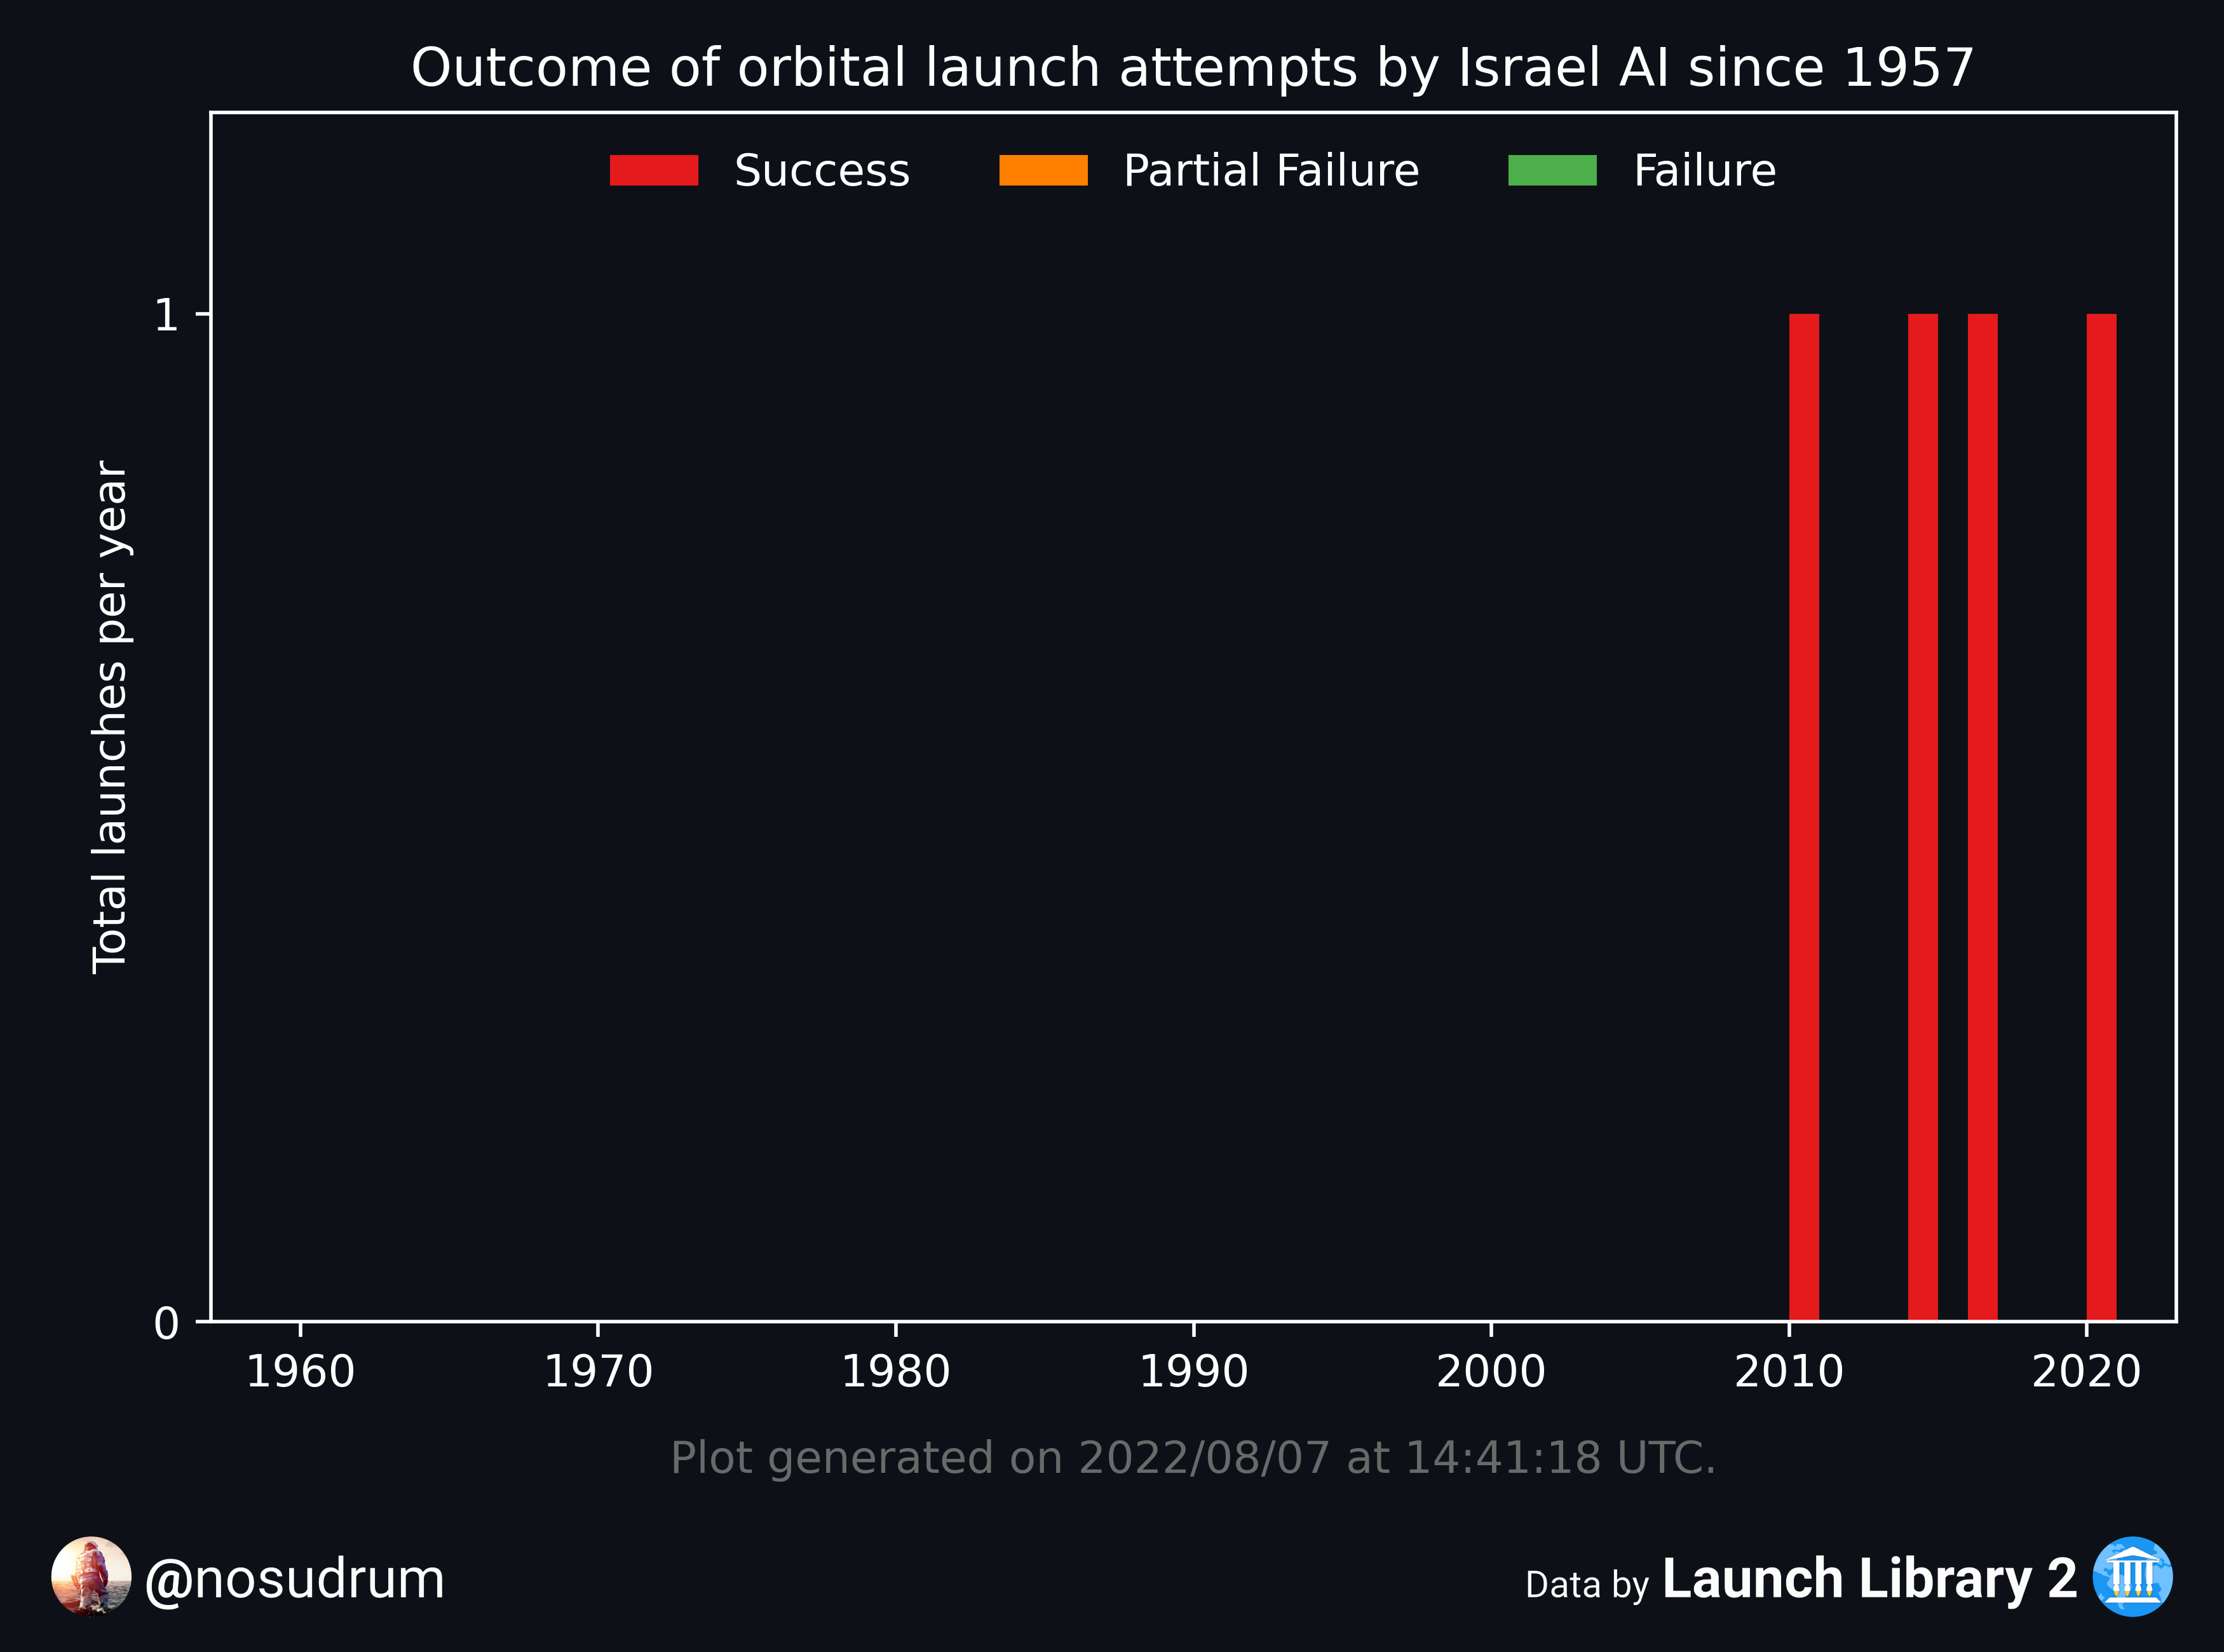 Outcome of orbital launch attempts by Israel AI since 1957
Success Partial Failure Failure
Total launches per year
1
0
1960 1970 1980 1990 2000 2010 2020
Plot generated on 2022/08/07 at 14:41:18 UTC.
@nosudrum
Data by Launch Library 2